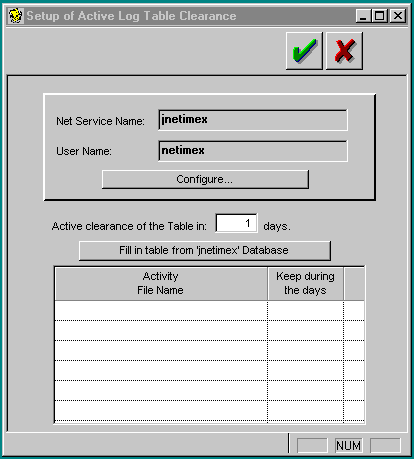 Setup of Active Log Table Clearance
Net Service Name: jnetimex
User Name: netimex
Configure...
Active clearance of the Table in: 1 days.
Fill in table from 'jnetimex' Database
Activity File Name
Keep during the days
NUM